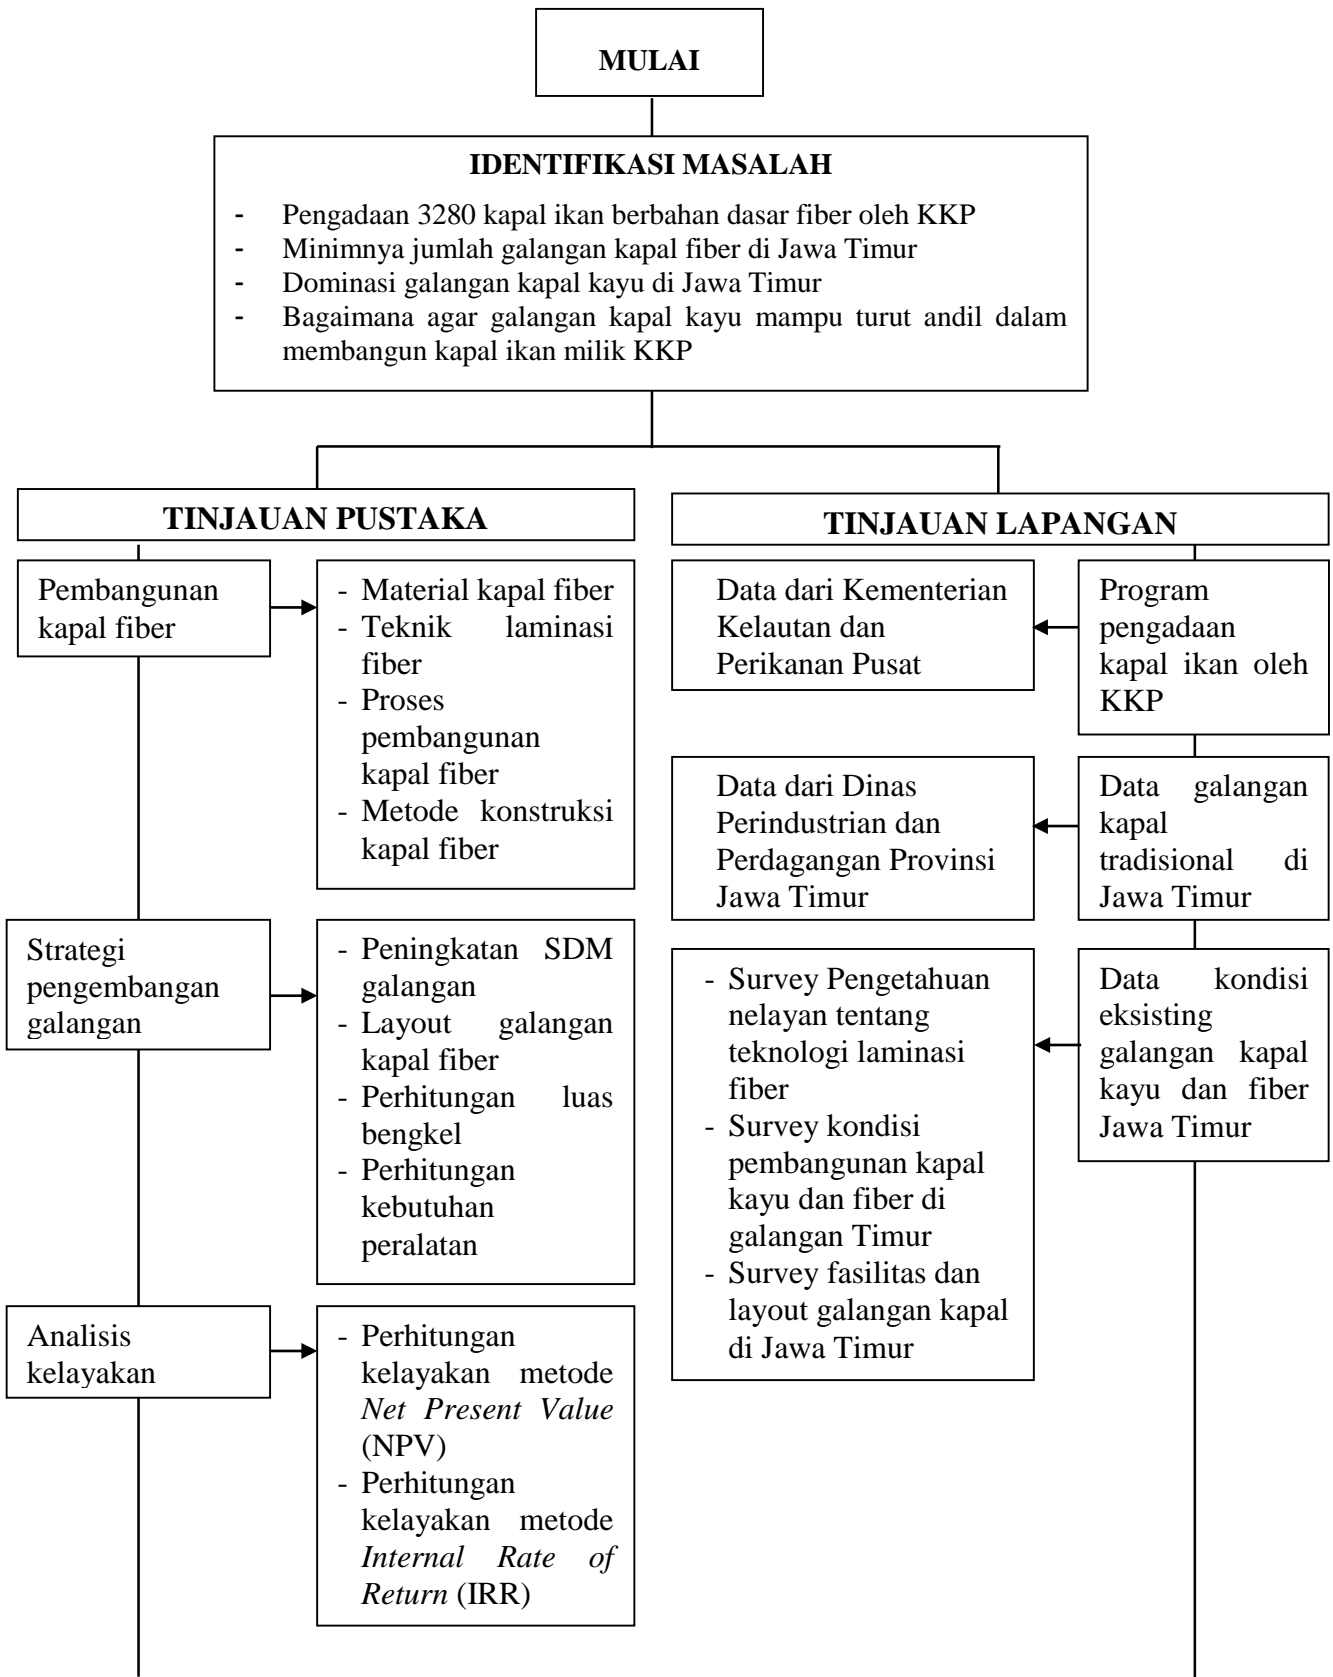 MULAI
IDENTIFIKASI MASALAH
- Pengadaan 3280 kapal ikan berbahan dasar fiber oleh KKP
- Minimnya jumlah galangan kapal fiber di Jawa Timur
- Dominasi galangan kapal kayu di Jawa Timur
- Bagaimana agar galangan kapal kayu mampu turut andil dalam
membangun kapal ikan milik KKP
TINJAUAN PUSTAKA
Pembangunan
kapal fiber
- Material kapal fiber
- Teknik laminasi
fiber
- Proses
pembangunan
kapal fiber
- Metode konstruksi
kapal fiber
Strategi
pengembangan
galangan
- Peningkatan SDM
galangan
- Layout galangan
kapal fiber
- Perhitungan luas
bengkel
- Perhitungan
kebutuhan
peralatan
Analisis
kelayakan
- Perhitungan
kelayakan metode
Net Present Value
(NPV)
- Perhitungan
kelayakan metode
Internal Rate of
Return (IRR)
TINJAUAN LAPANGAN
Data dari Kementerian
Kelautan dan
Perikanan Pusat
Program
pengadaan
kapal ikan oleh
KKP
Data dari Dinas
Perindustrian dan
Perdagangan Provinsi
Jawa Timur
Data galangan
kapal
tradisional di
Jawa Timur
- Survey Pengetahuan
nelayan tentang
teknologi laminasi
fiber
- Survey kondisi
pembangunan kapal
kayu dan fiber di
galangan Timur
- Survey fasilitas dan
layout galangan kapal
di Jawa Timur
Data kondisi
eksisting
galangan kapal
kayu dan fiber
Jawa Timur